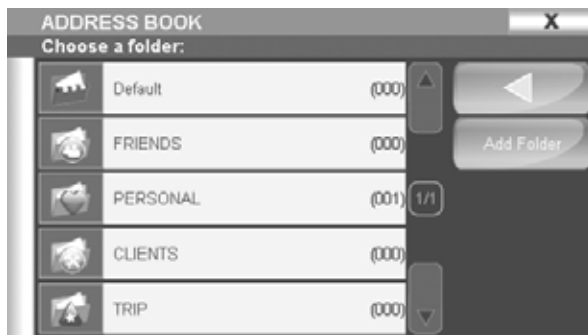 ADDRESS BOOK X
Choose a folder:
Default (000)
FRIENDS (000)
Add Folder
PERSONAL (001) 1/1
CLIENTS (000)
TRIP (000)